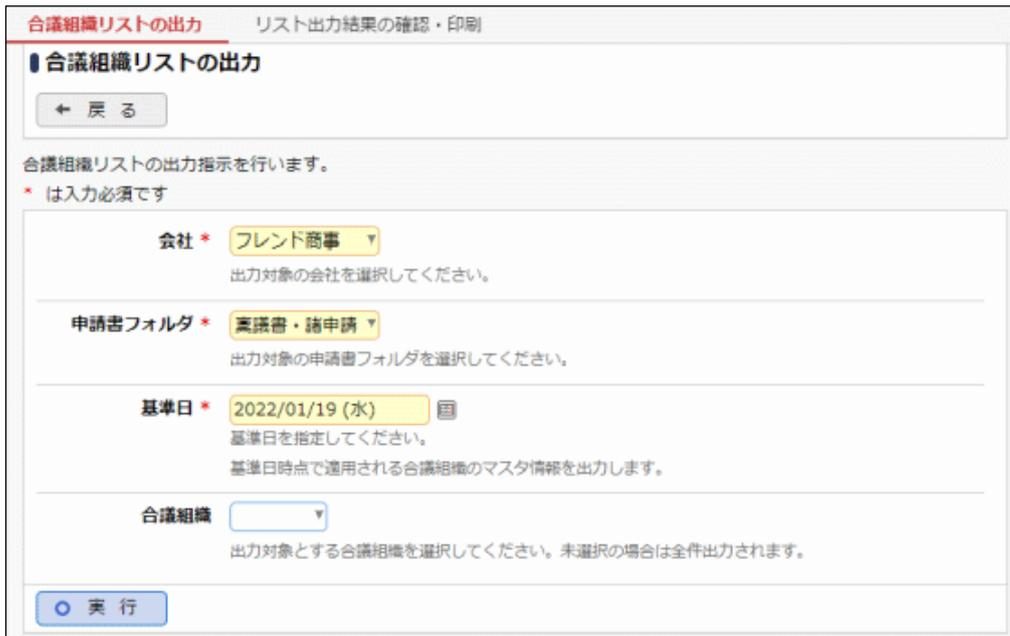 合議組織リストの出力　リスト出力結果の確認・印刷
合議組織リストの出力
戻る
合議組織リストの出力指示を行います。
* は入力必須です
会社 * フレンド商事
出力対象の会社を選択してください。
申請書フォルダ * 稟議書・諸申請
出力対象の申請書フォルダを選択してください。
基準日 * 2022/01/19 (水)
基準日を指定してください。
基準日時点で適用される合議組織のマスタ情報を出力します。
合議組織
出力対象とする合議組織を選択してください。未選択の場合は全件出力されます。
実行